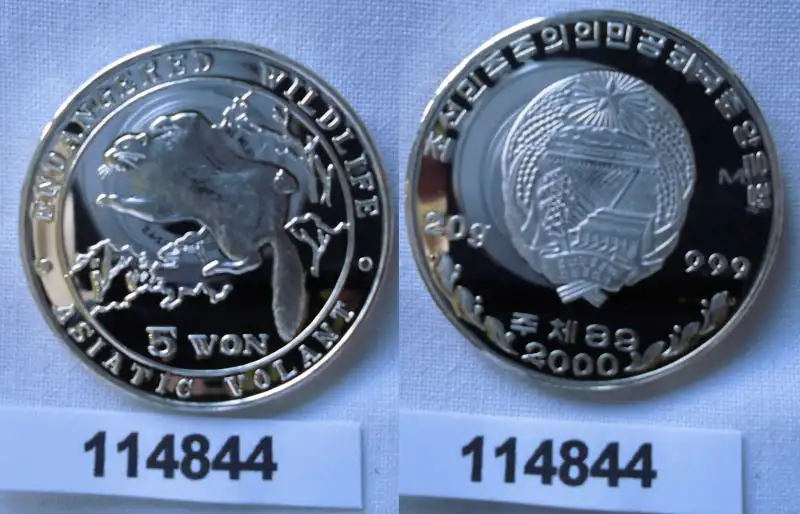 ENDANGERED WILDLIFE
5 WON
ASIATIC VOLANT
114844
조선민주주의인민공화국중앙은행
20g
999
주체89
2000
114844